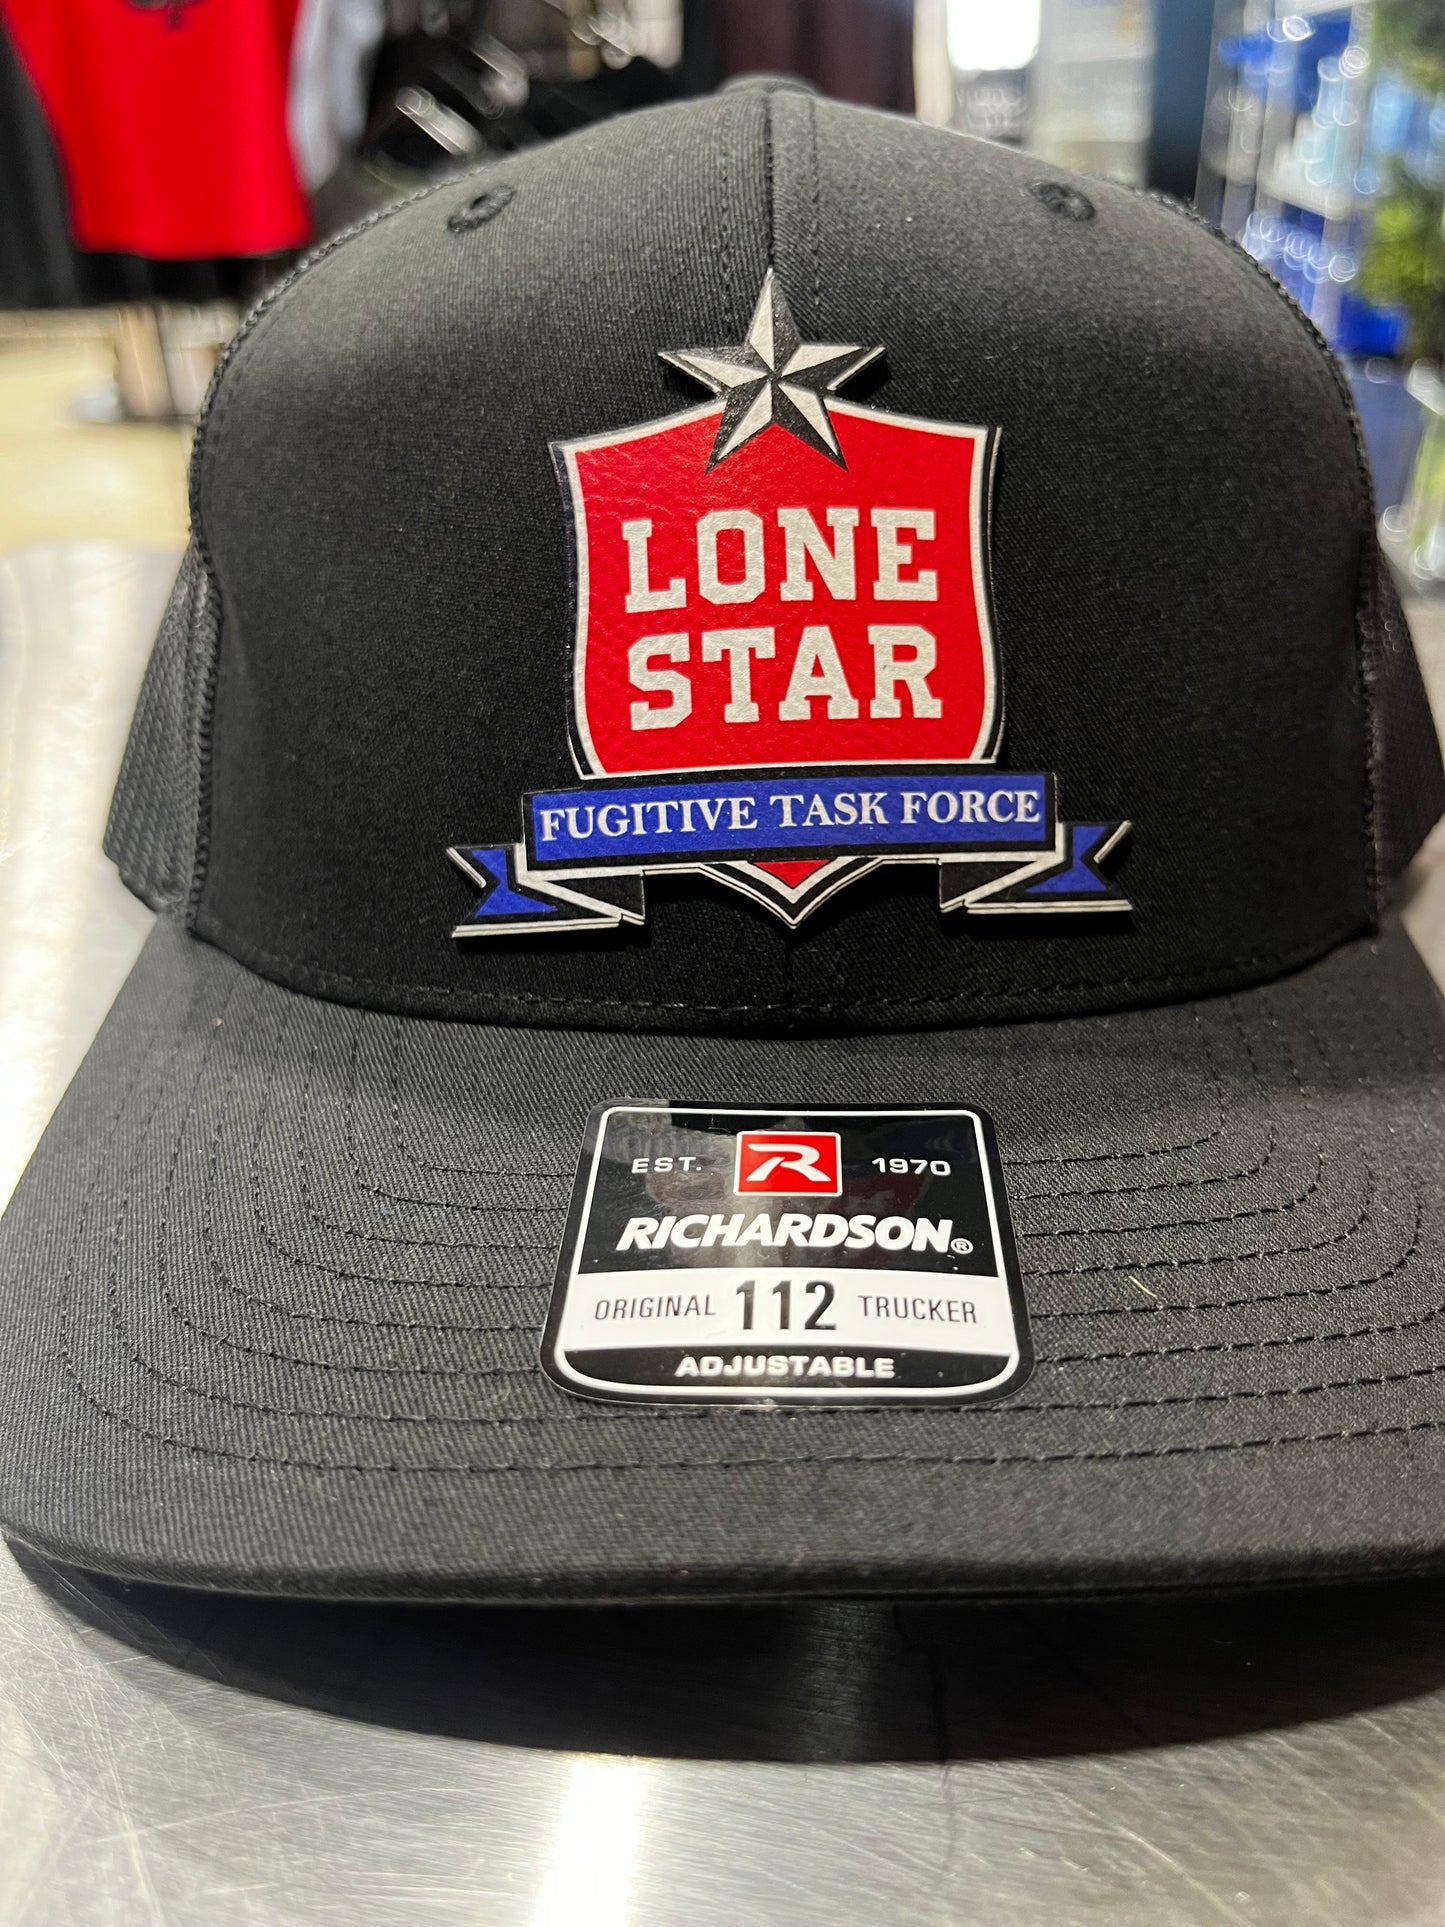 LONE
STAR
FUGITIVE TASK FORCE
EST. R 1970
RICHARDSON®
ORIGINAL 112 TRUCKER
ADJUSTABLE